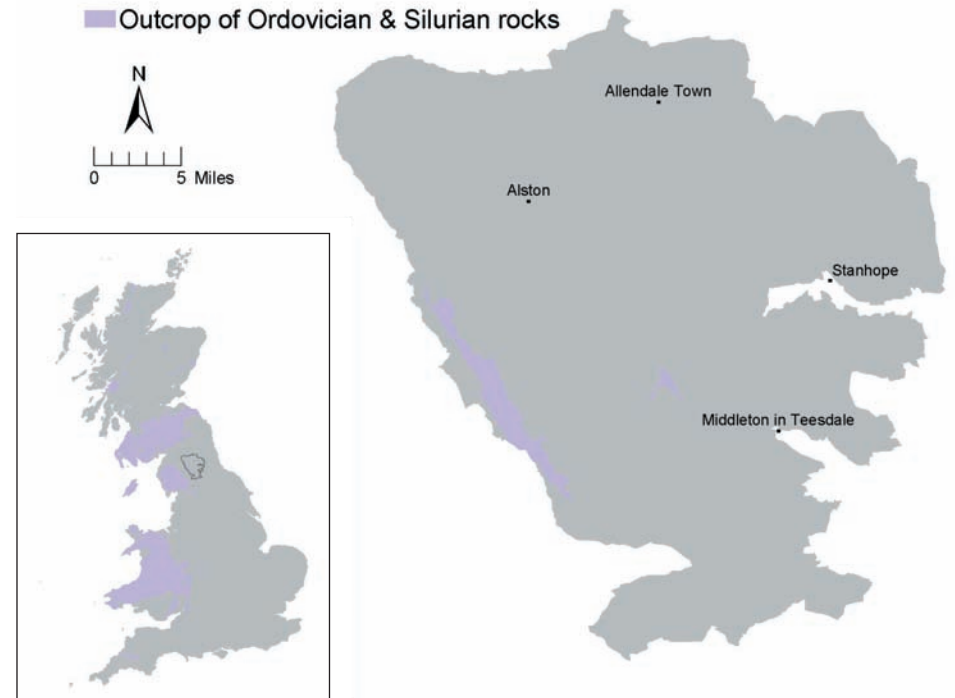 Outcrop of Ordovician & Silurian rocks
N
0 5 Miles
Allendale Town
Alston
Stanhope
Middleton in Teesdale